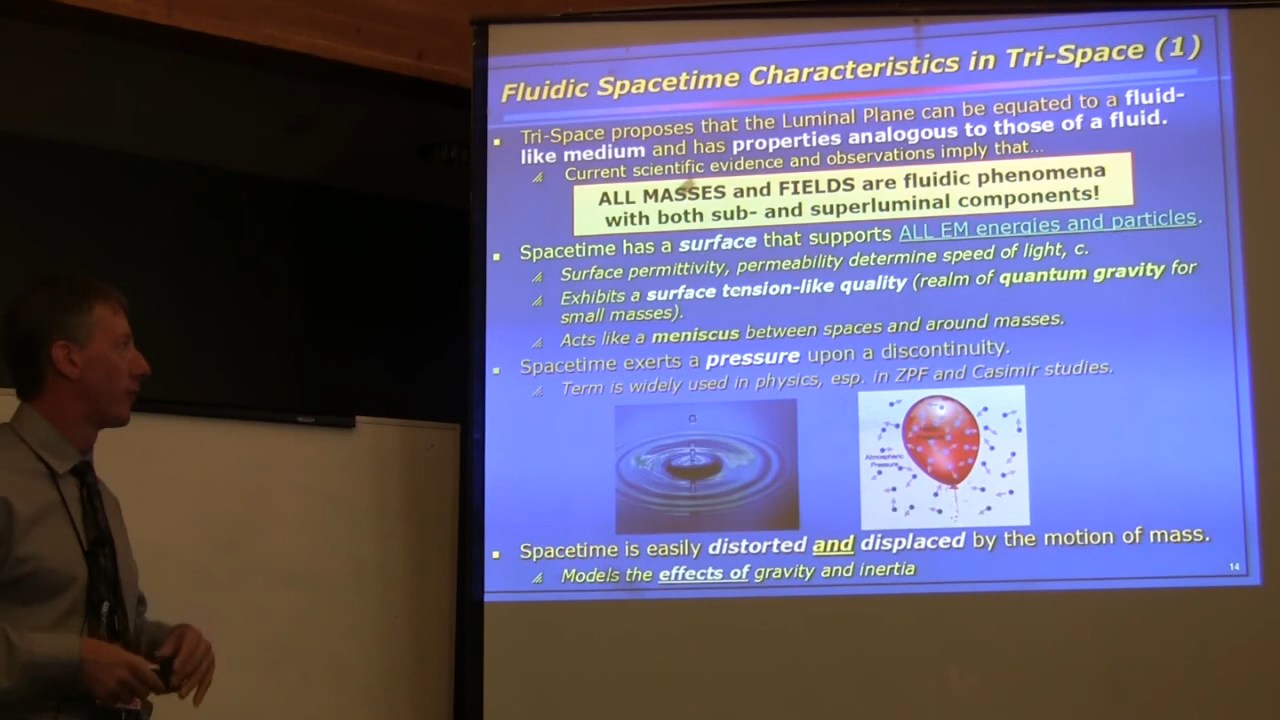 Fluidic Spacetime Characteristics in Tri-Space (1)
Tri-Space proposes that the Luminal Plane can be equated to a fluid-
like medium and has properties analogous to those of a fluid.
Current scientific evidence and observations imply that...
ALL MASSES and FIELDS are fluidic phenomena
with both sub- and superluminal components!
Spacetime has a surface that supports ALL EM energies and particles.
Surface permittivity, permeability determine speed of light, c.
Exhibits a surface tension-like quality (realm of quantum gravity for
small masses).
Acts like a meniscus between spaces and around masses.
Spacetime exerts a pressure upon a discontinuity.
Term is widely used in physics, esp. in ZPF and Casimir studies.
Atmospheric
Pressure
Spacetime is easily distorted and displaced by the motion of mass.
Models the effects of gravity and inertia
14